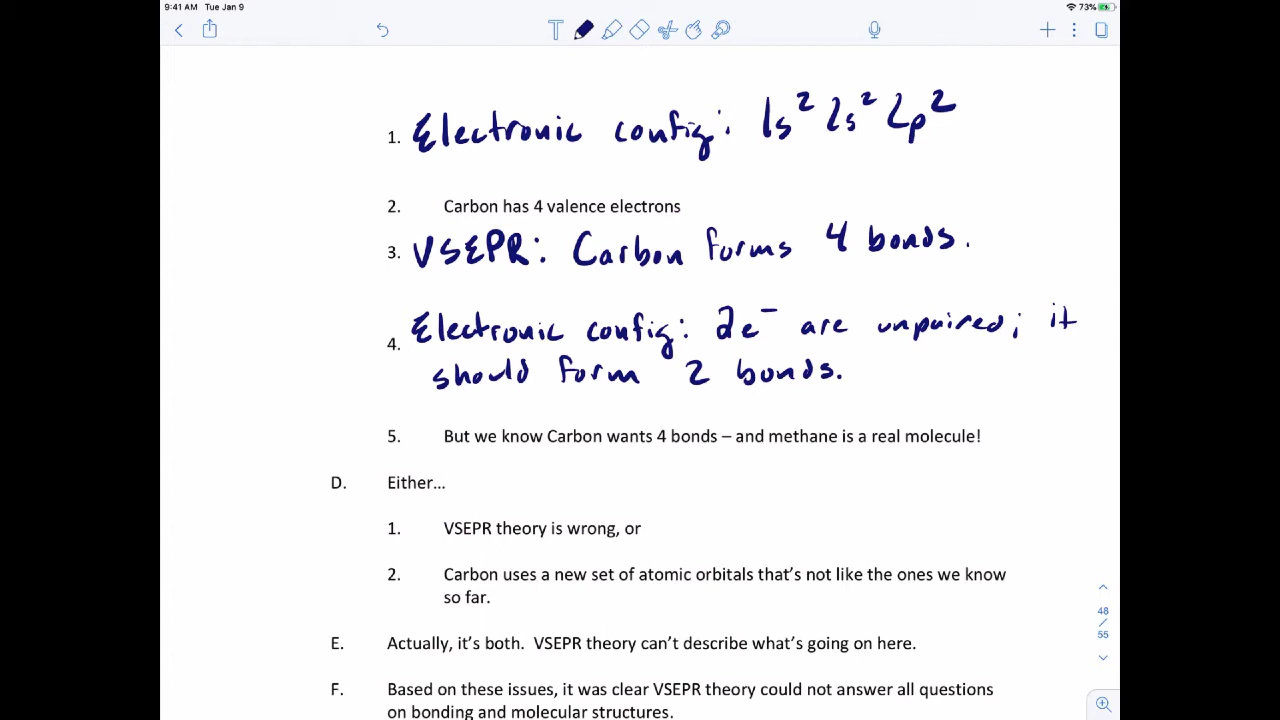 9:41 AM Tue Jan 9
73%
T
1. Electronic config: 1s² 2s² 2p²
2. Carbon has 4 valence electrons
3. VSEPR: Carbon forms 4 bonds.
4. Electronic config: 2e⁻ are unpaired; it
should form 2 bonds.
5. But we know Carbon wants 4 bonds – and methane is a real molecule!
D. Either…
1. VSEPR theory is wrong, or
2. Carbon uses a new set of atomic orbitals that’s not like the ones we know
so far.
E. Actually, it’s both. VSEPR theory can’t describe what’s going on here.
F. Based on these issues, it was clear VSEPR theory could not answer all questions
on bonding and molecular structures.
48
/
55